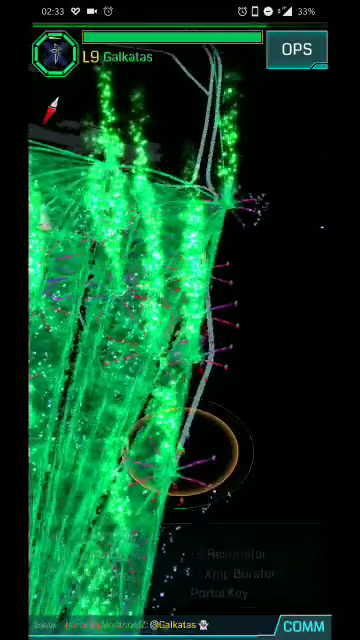 02:33
33%
L9 Galkatas
OPS
Resonator
Xmp Burster
Portal Key
@Galkatas
COMM